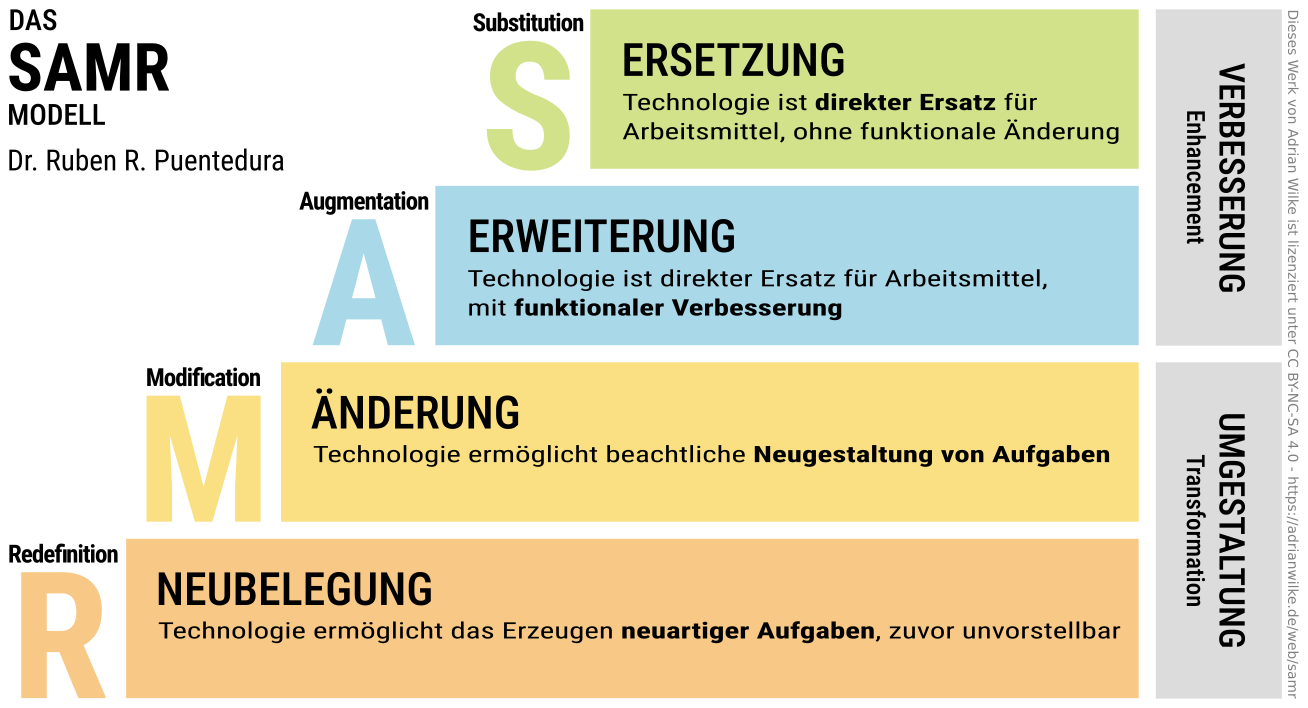 DAS
SAMR
MODELL
Dr. Ruben R. Puentedura
Substitution
S
ERSETZUNG
Technologie ist direkter Ersatz für
Arbeitsmittel, ohne funktionale Änderung
Augmentation
A
ERWEITERUNG
Technologie ist direkter Ersatz für Arbeitsmittel,
mit funktionaler Verbesserung
Modification
M
ÄNDERUNG
Technologie ermöglicht beachtliche Neugestaltung von Aufgaben
Redefinition
R
NEUBELEGUNG
Technologie ermöglicht das Erzeugen neuartiger Aufgaben, zuvor unvorstellbar
VERBESSERUNG
Enhancement
UMGESTALTUNG
Transformation
Dieses Werk von Adrian Wilke ist lizenziert unter CC BY-NC-SA 4.0 - https://adrianwilke.de/web/samr